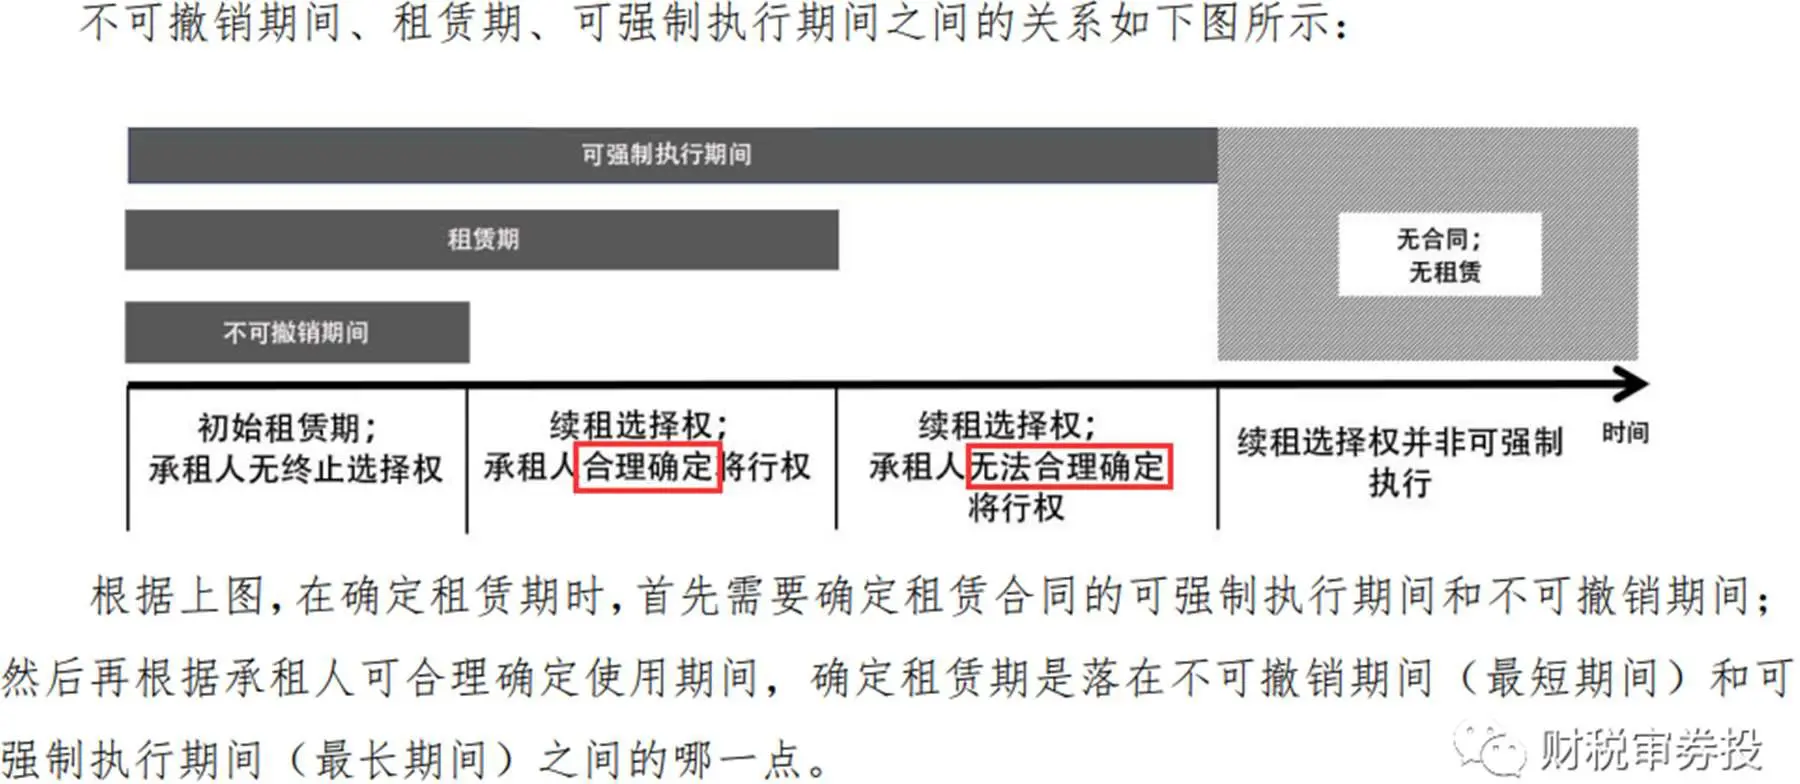 不可撤销期间、租赁期、可强制执行期间之间的关系如下图所示：
可强制执行期间
租赁期
无合同；
无租赁
不可撤销期间
初始租赁期；
承租人无终止选择权
续租选择权；
承租人合理确定将行权
续租选择权；
承租人无法合理确定
将行权
续租选择权并非可强制
执行
时间
根据上图，在确定租赁期时，首先需要确定租赁合同的可强制执行期间和不可撤销期间；
然后再根据承租人可合理确定使用期间，确定租赁期是落在不可撤销期间（最短期间）和可
强制执行期间（最长期间）之间的哪一点。
财税审券投